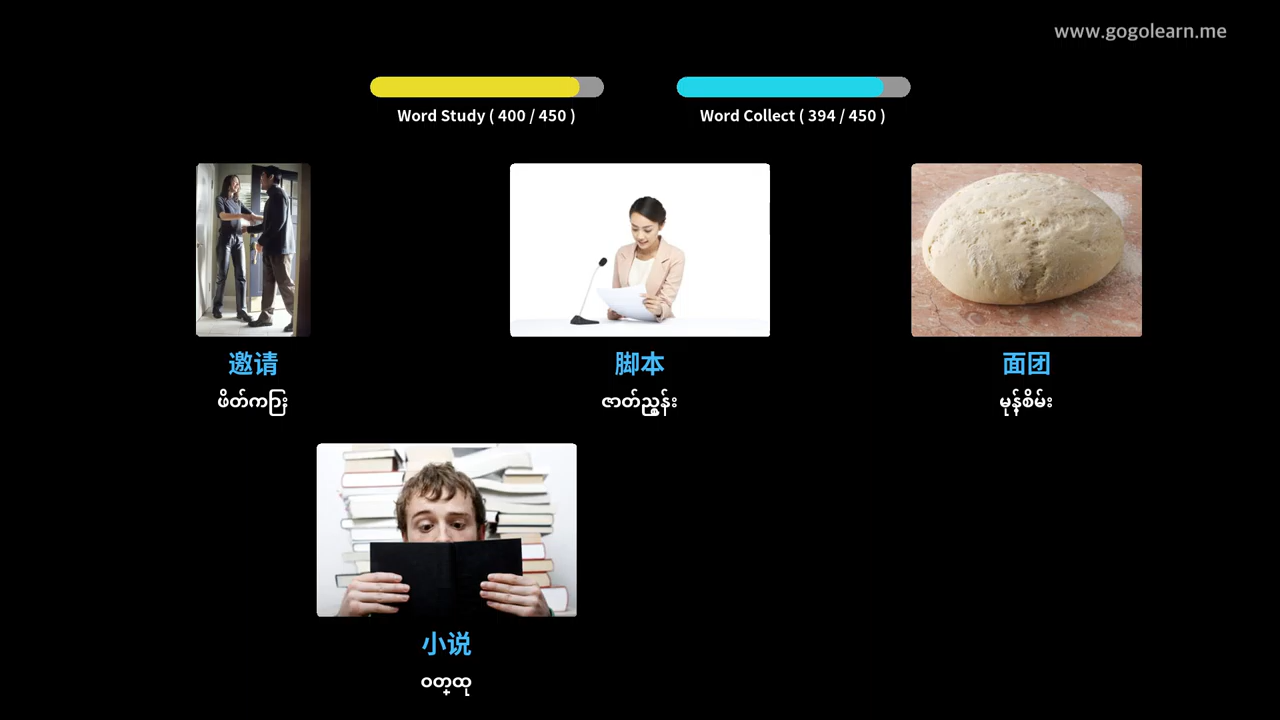 www.gogolearn.me
Word Study ( 400 / 450 )
Word Collect ( 394 / 450 )
邀请
脚本
面团
ဖိတ်ကြား
ဇာတ်ညွှန်း
မုန့်စိမ်း
小说
ဝတ္ထု